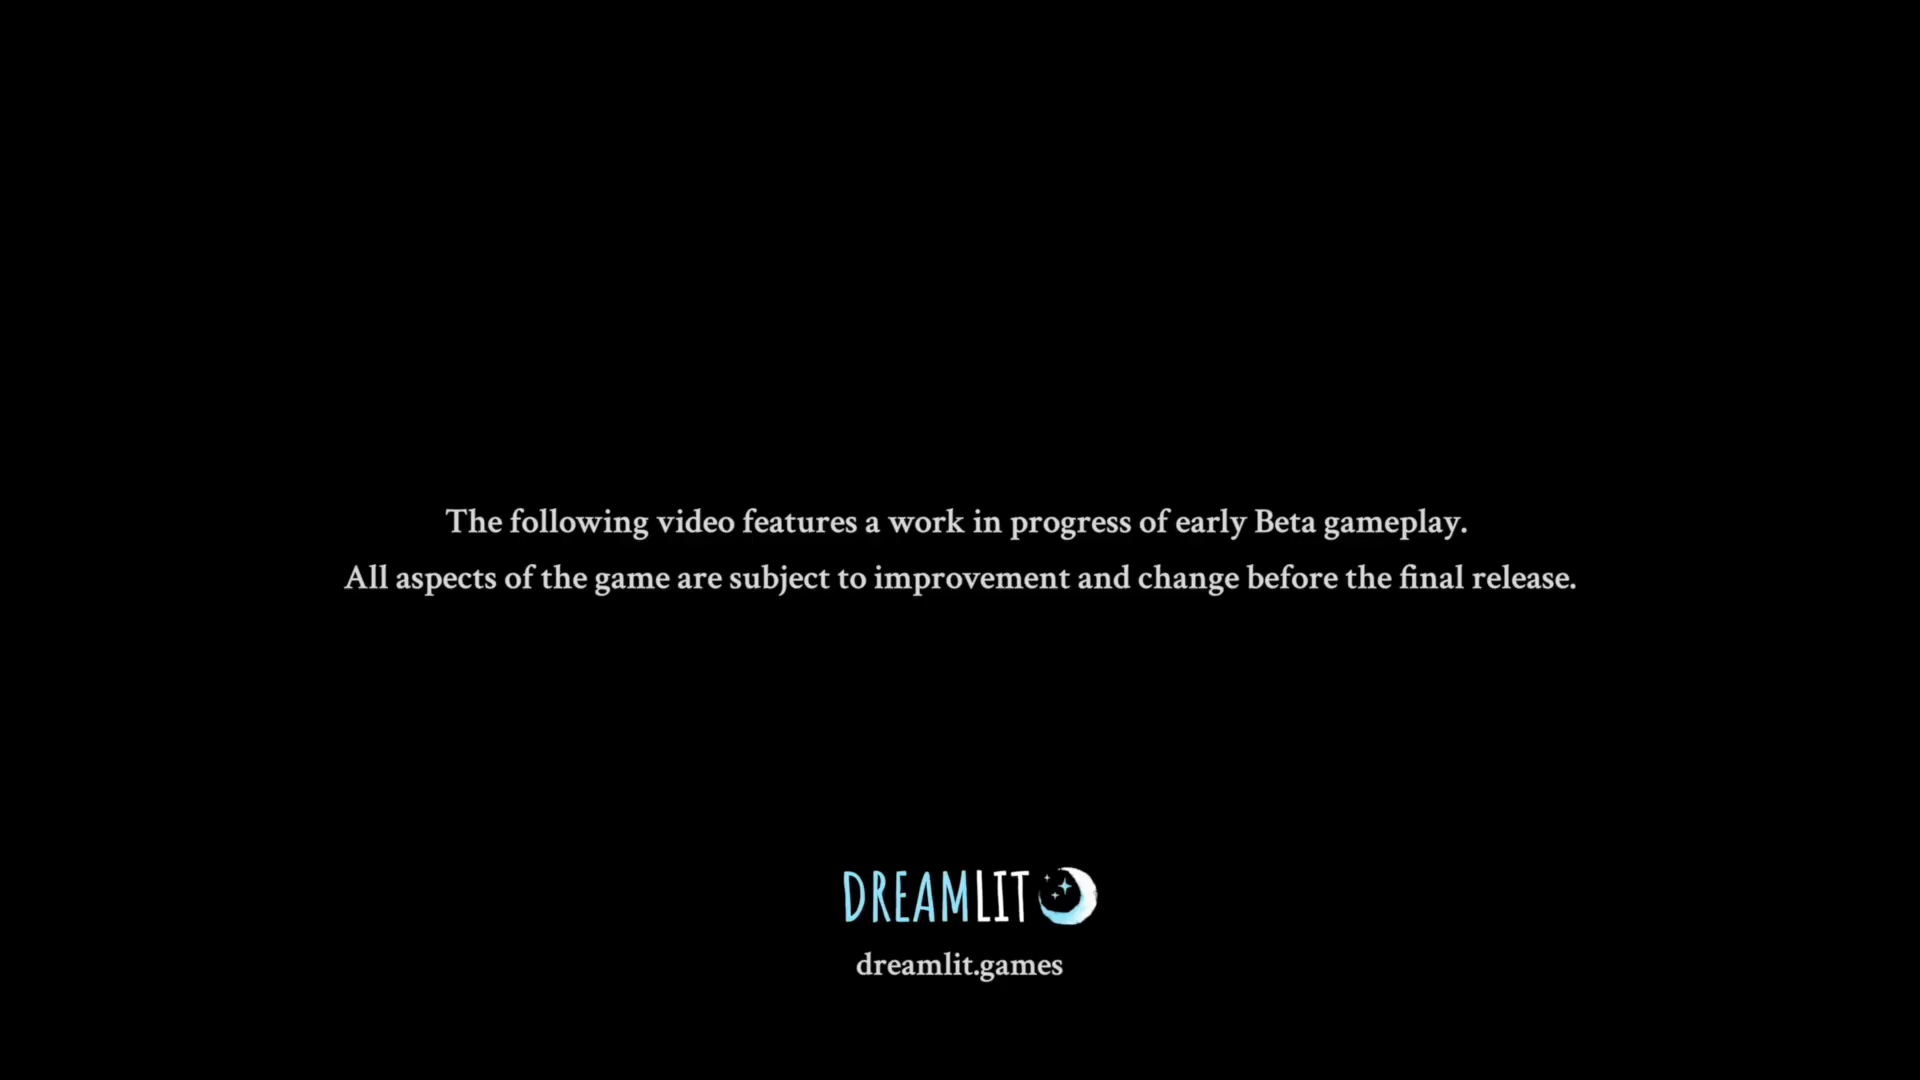 The following video features a work in progress of early Beta gameplay.
All aspects of the game are subject to improvement and change before the final release.
DREAMLIT
dreamlit.games